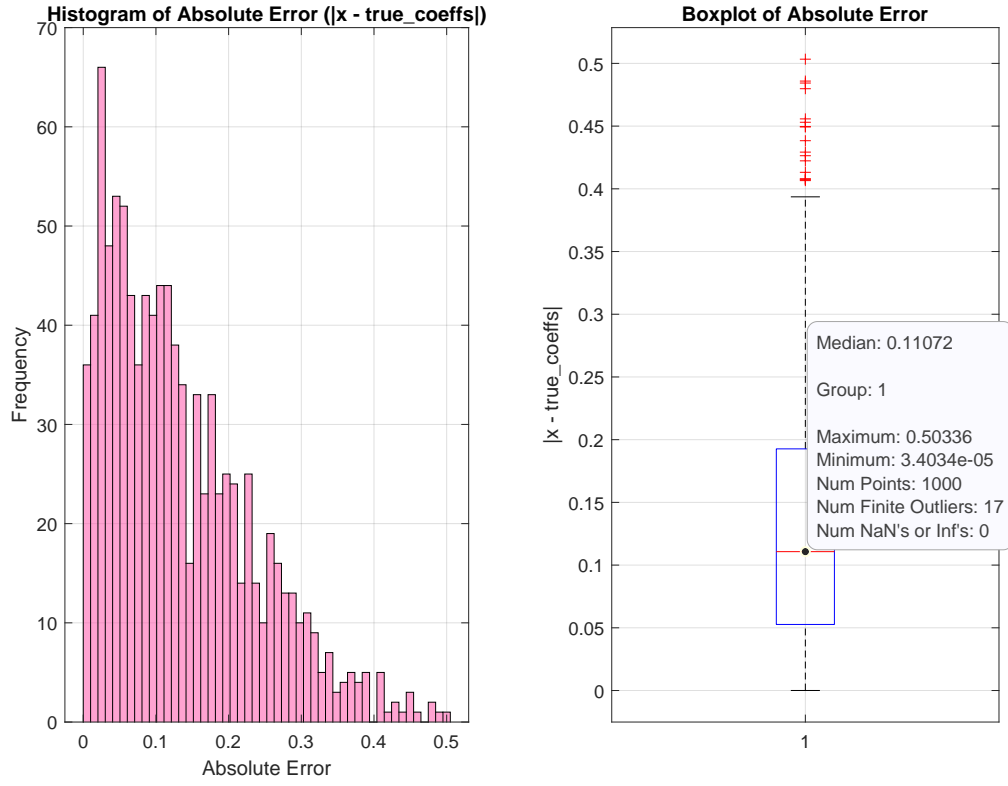 Histogram of Absolute Error (|x - true_coeffs|)
70
60
50
40
30
20
10
0
Frequency
0 0.1 0.2 0.3 0.4 0.5
Absolute Error
Boxplot of Absolute Error
0.5
0.45
0.4
0.35
0.3
0.25
0.2
0.15
0.1
0.05
0
|x - true_coeffs|
Median: 0.11072
Group: 1
Maximum: 0.50336
Minimum: 3.4034e-05
Num Points: 1000
Num Finite Outliers: 17
Num NaN's or Inf's: 0
1